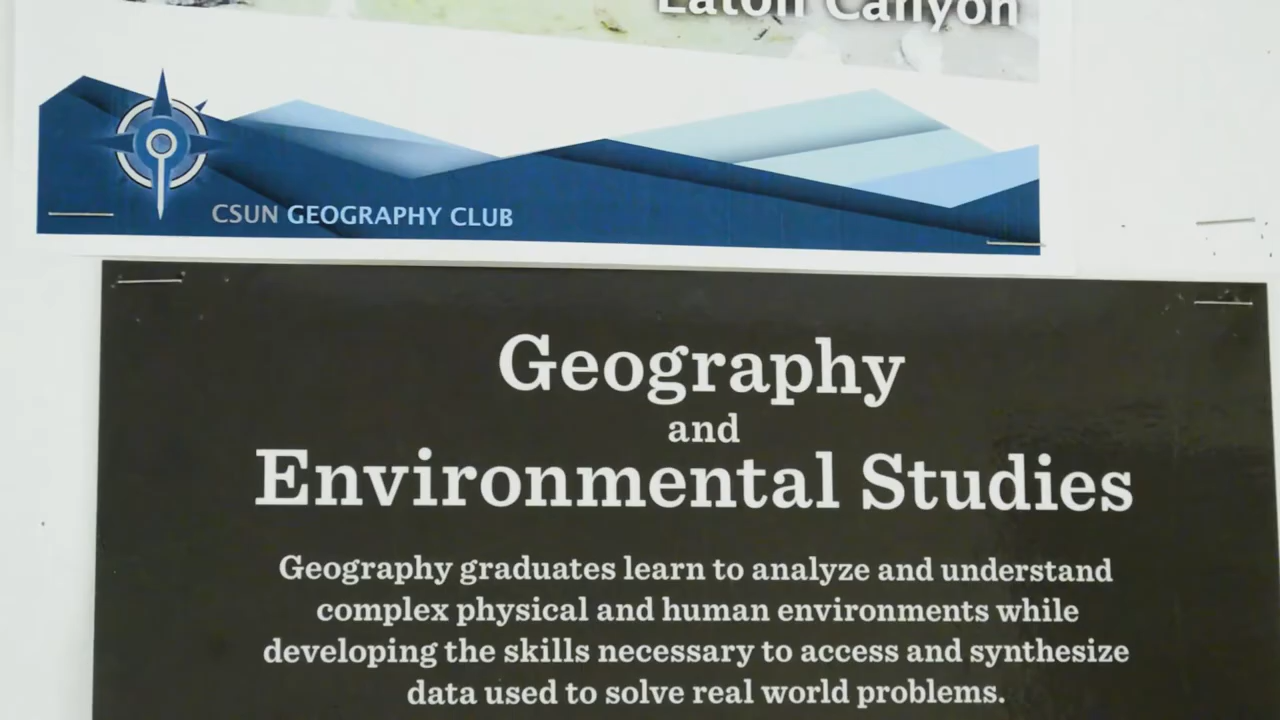 Eaton Canyon
CSUN GEOGRAPHY CLUB
Geography
and
Environmental Studies
Geography graduates learn to analyze and understand
complex physical and human environments while
developing the skills necessary to access and synthesize
data used to solve real world problems.